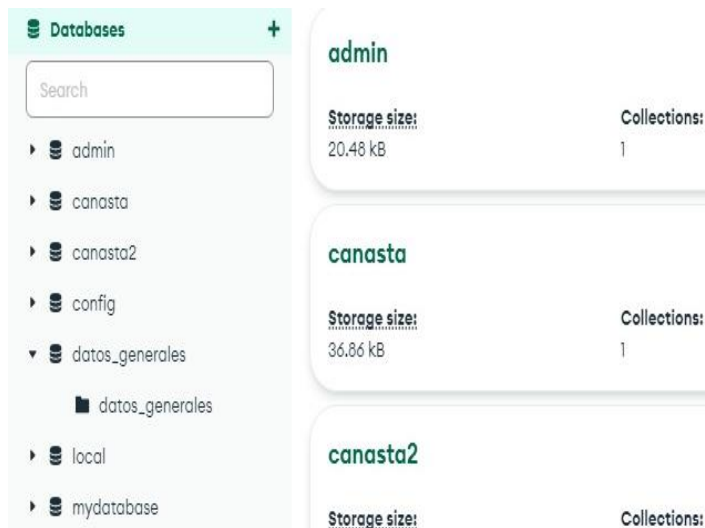 Databases
Search
admin
canasta
canasta2
config
datos_generales
datos_generales
local
mydatabase
admin
Storage size: Collections:
20.48 kB 1
canasta
Storage size: Collections:
36.86 kB 1
canasta2
Storage size: Collections: